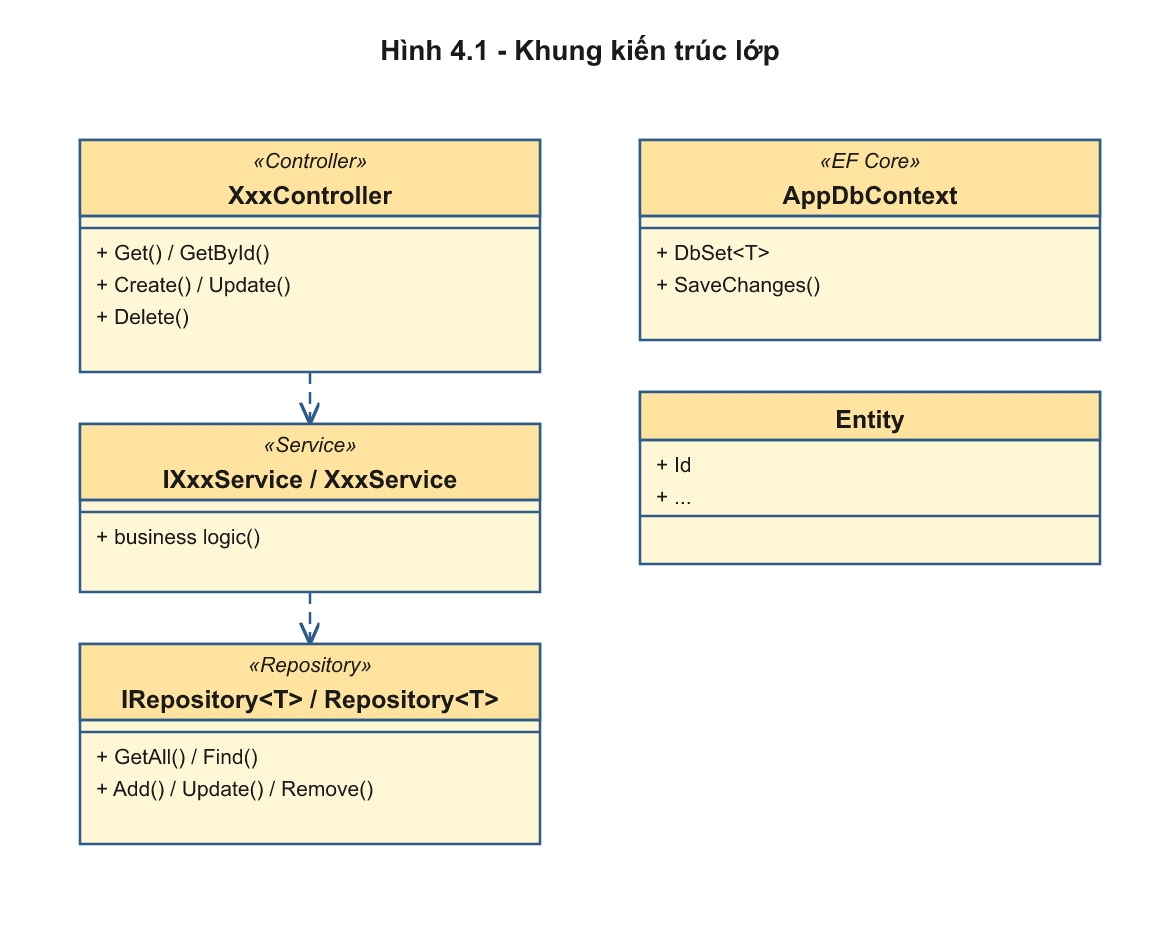 Hình 4.1 - Khung kiến trúc lớp
«Controller»
XxxController
+ Get() / GetById()
+ Create() / Update()
+ Delete()
«Service»
IXxxService / XxxService
+ business logic()
«Repository»
IRepository<T> / Repository<T>
+ GetAll() / Find()
+ Add() / Update() / Remove()
«EF Core»
AppDbContext
+ DbSet<T>
+ SaveChanges()
Entity
+ Id
+ ...